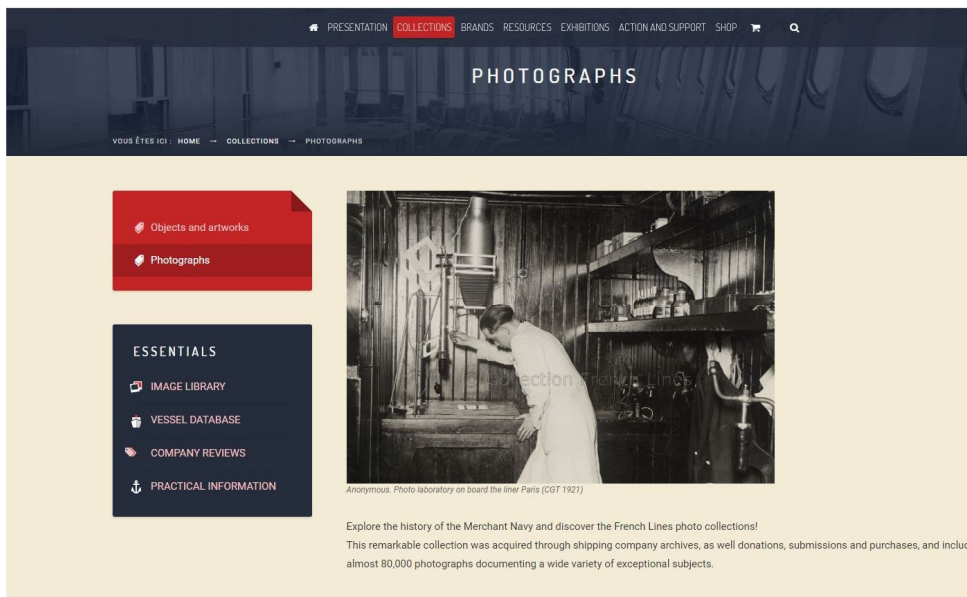 PRESENTATION COLLECTIONS BRANDS RESOURCES EXHIBITIONS ACTION AND SUPPORT SHOP
PHOTOGRAPHS
VOUS ÊTES ICI : HOME → COLLECTIONS → PHOTOGRAPHS
Objects and artworks
Photographs
ESSENTIALS
IMAGE LIBRARY
VESSEL DATABASE
COMPANY REVIEWS
PRACTICAL INFORMATION
© Collection French Lines
Anonymous. Photo laboratory on board the liner Paris (CGT 1921)
Explore the history of the Merchant Navy and discover the French Lines photo collections!
This remarkable collection was acquired through shipping company archives, as well donations, submissions and purchases, and includ
almost 80,000 photographs documenting a wide variety of exceptional subjects.